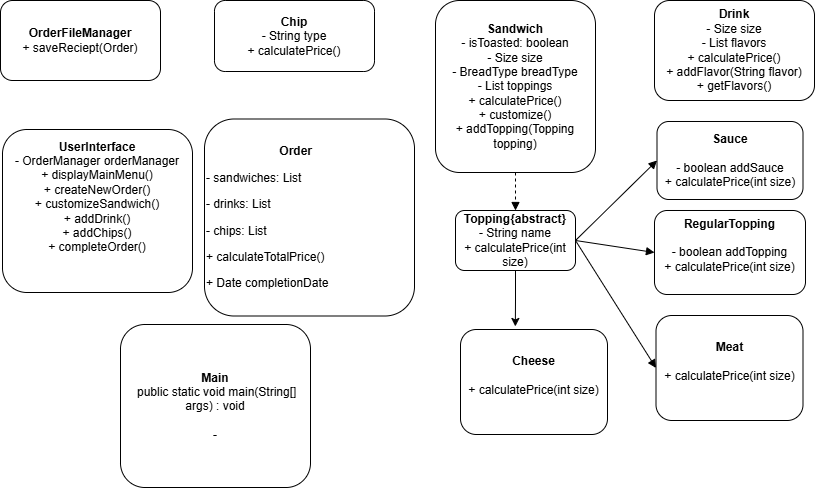 OrderFileManager
+ saveReciept(Order)
Chip
- String type
+ calculatePrice()
Sandwich
- isToasted: boolean
- Size size
- BreadType breadType
- List toppings
+ calculatePrice()
+ customize()
+ addTopping(Topping
topping)
Drink
- Size size
- List flavors
+ calculatePrice()
+ addFlavor(String flavor)
+ getFlavors()
UserInterface
- OrderManager orderManager
+ displayMainMenu()
+ createNewOrder()
+ customizeSandwich()
+ addDrink()
+ addChips()
+ completeOrder()
Order
- sandwiches: List
- drinks: List
- chips: List
+ calculateTotalPrice()
+ Date completionDate
Sauce
- boolean addSauce
+ calculatePrice(int size)
Topping{abstract}
- String name
+ calculatePrice(int
size)
RegularTopping
- boolean addTopping
+ calculatePrice(int size)
Main
public static void main(String[]
args) : void
-
Cheese
+ calculatePrice(int size)
Meat
+ calculatePrice(int size)